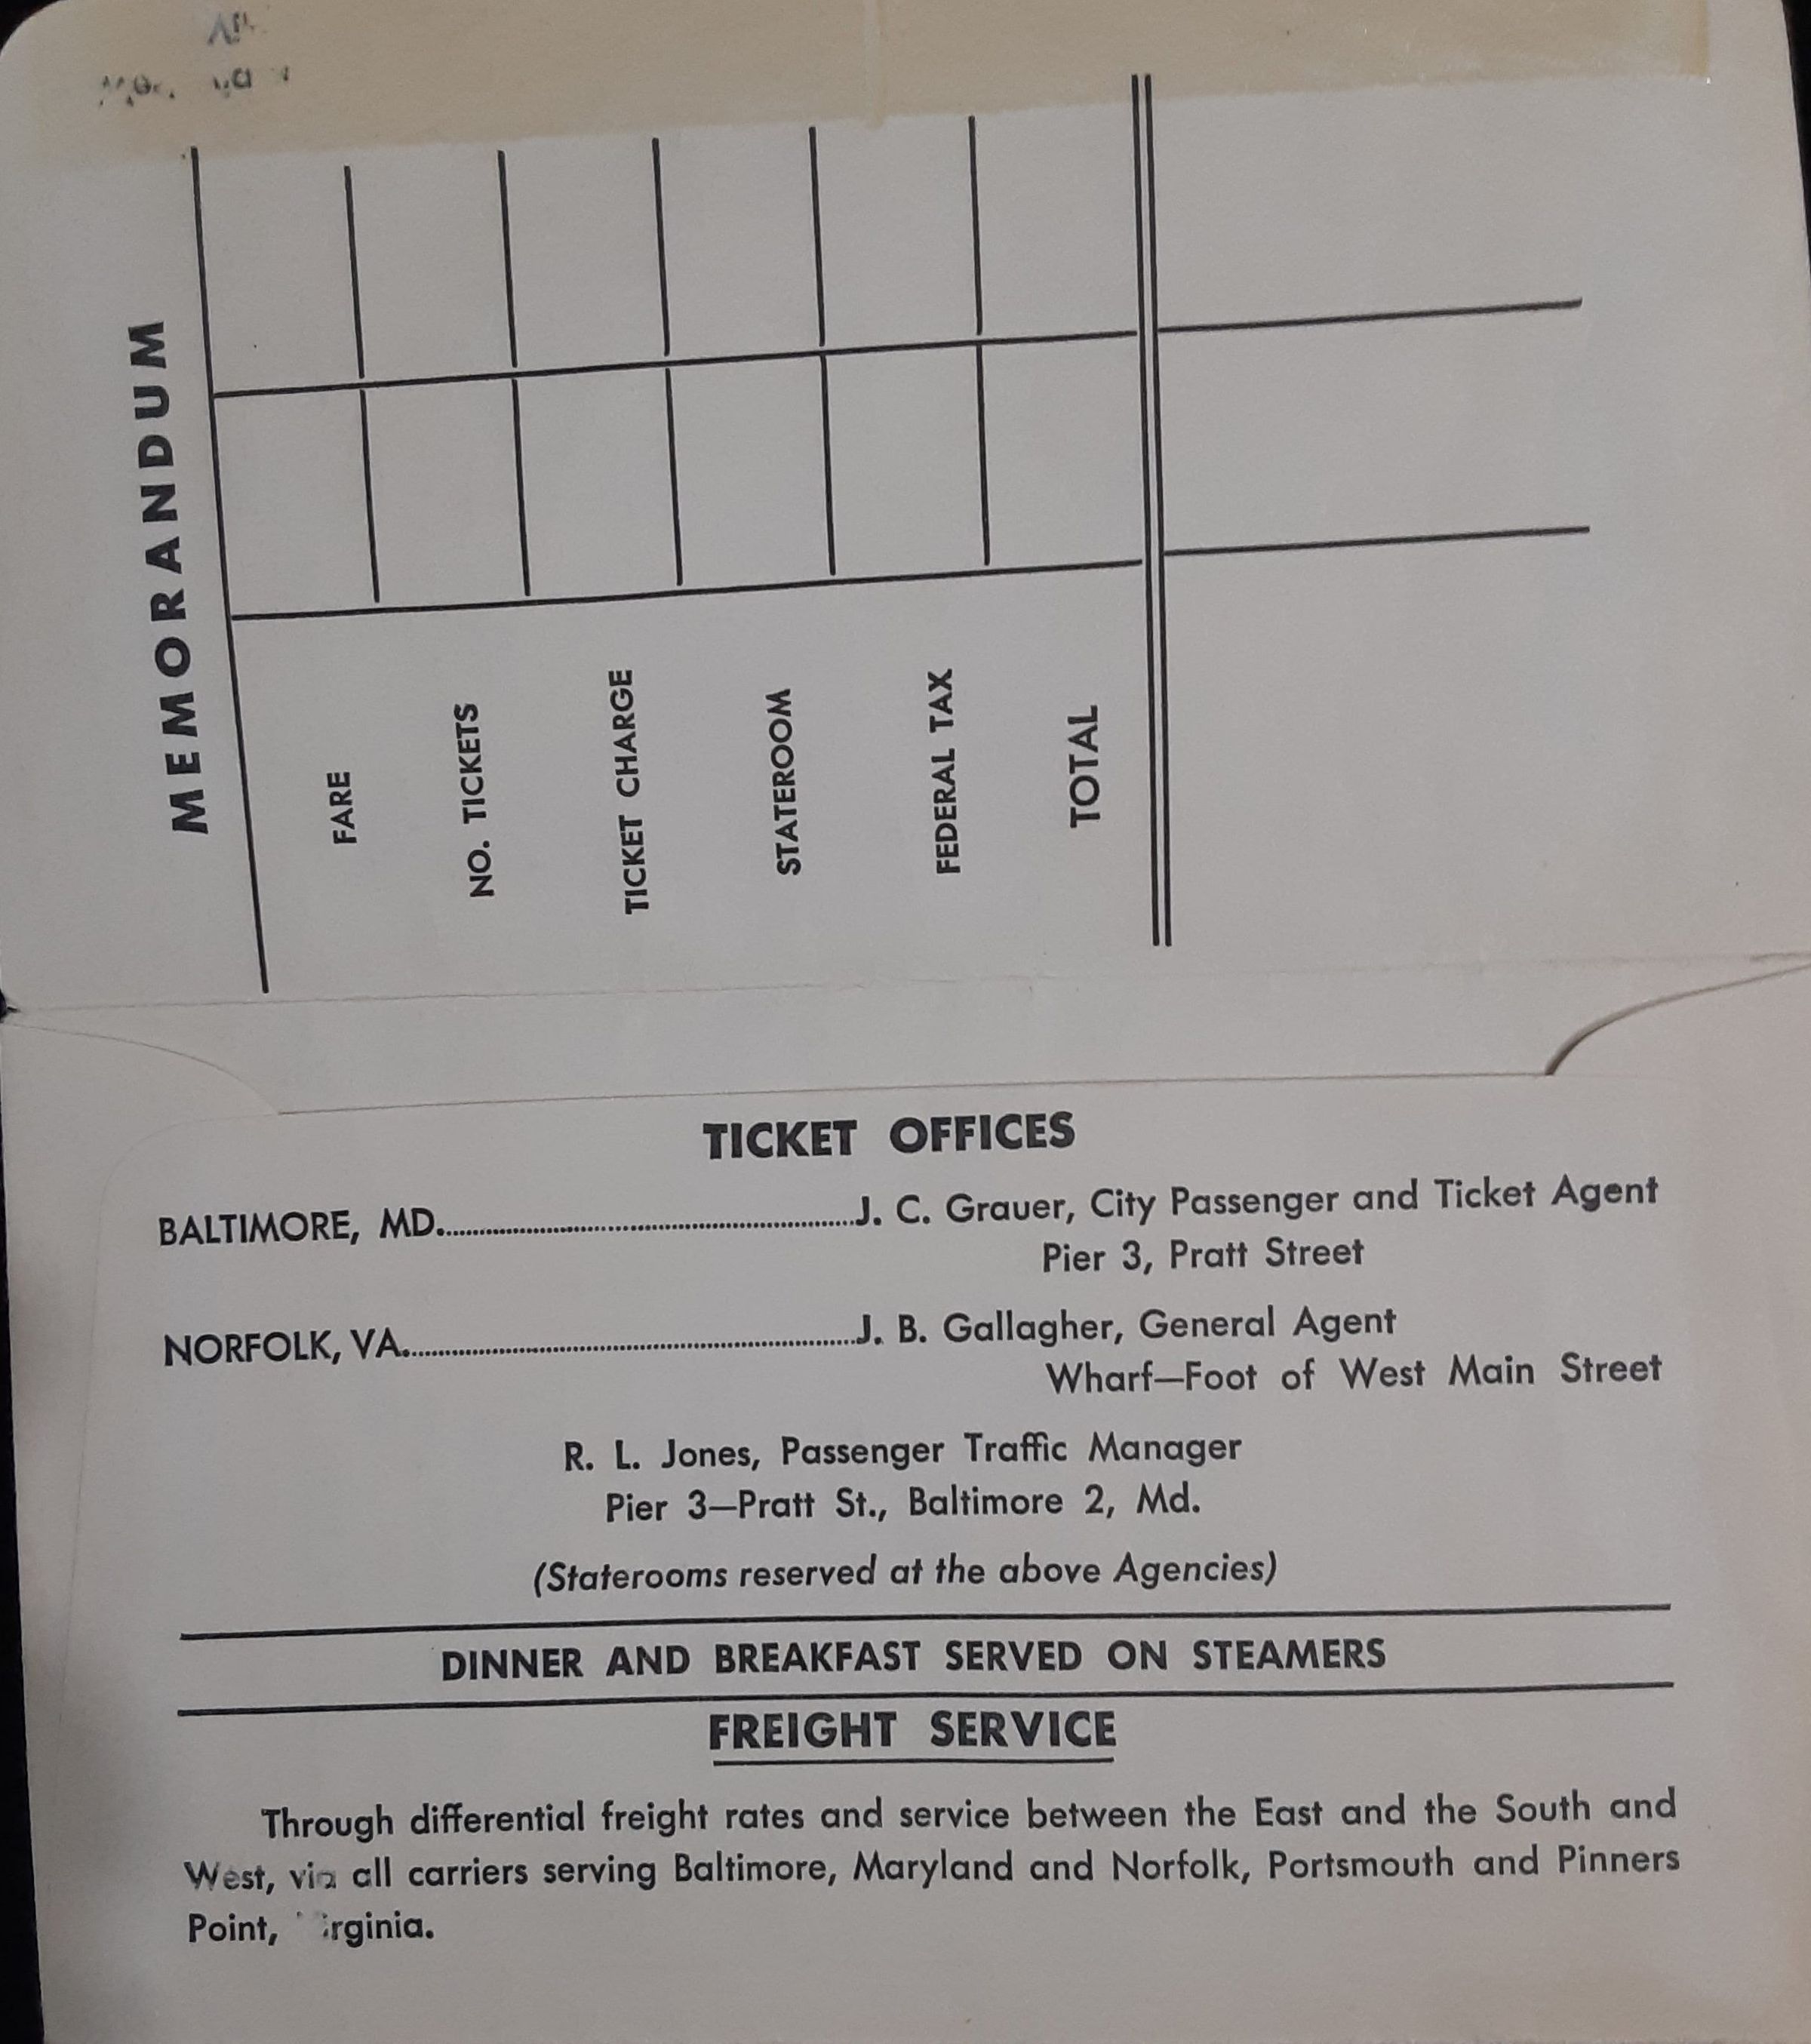 MEMORANDUM
FARE
NO. TICKETS
TICKET CHARGE
STATEROOM
FEDERAL TAX
TOTAL
TICKET OFFICES
BALTIMORE, MD............................................................J. C. Grauer, City Passenger and Ticket Agent
Pier 3, Pratt Street
NORFOLK, VA............................................................J. B. Gallagher, General Agent
Wharf—Foot of West Main Street
R. L. Jones, Passenger Traffic Manager
Pier 3—Pratt St., Baltimore 2, Md.
(Staterooms reserved at the above Agencies)
DINNER AND BREAKFAST SERVED ON STEAMERS
FREIGHT SERVICE
Through differential freight rates and service between the East and the South and
West, via all carriers serving Baltimore, Maryland and Norfolk, Portsmouth and Pinners
Point, irginia.